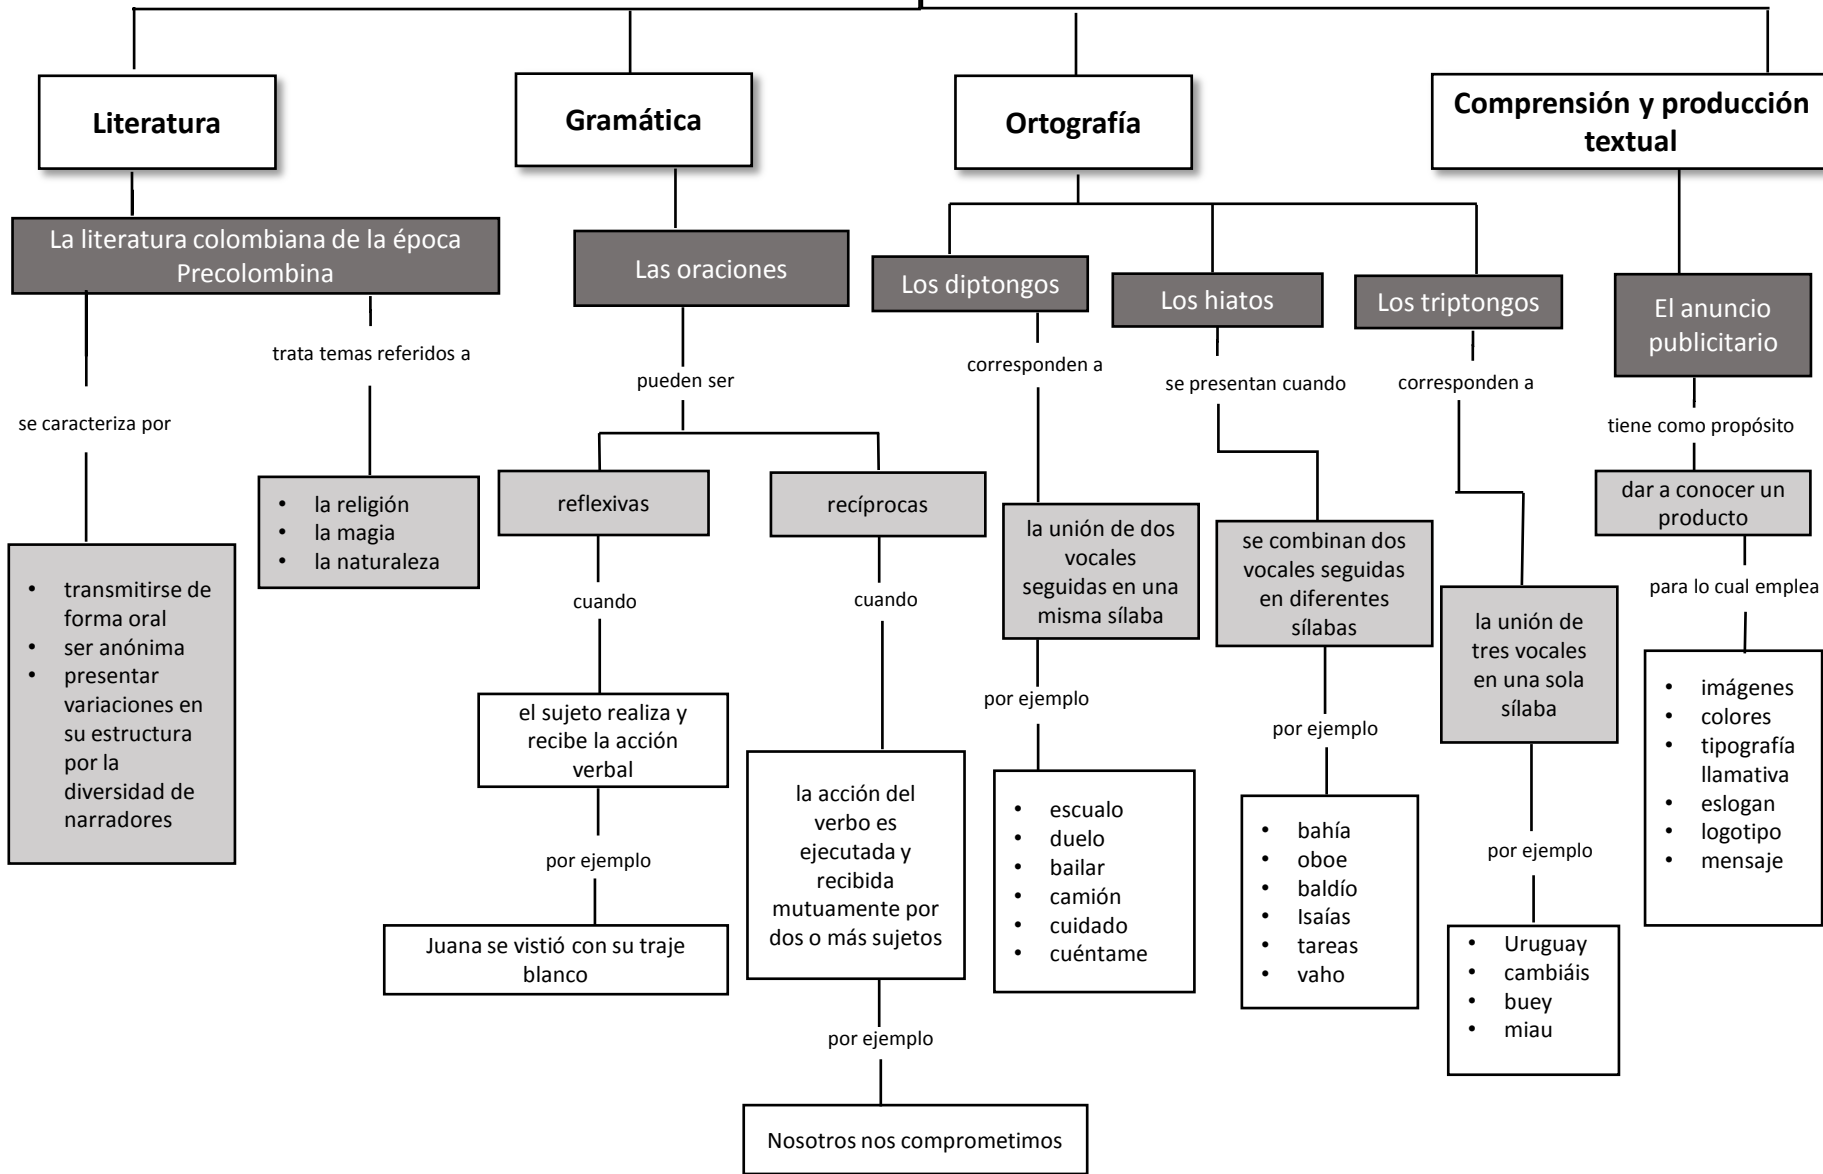 Literatura
La literatura colombiana de la época
Precolombina
se caracteriza por
• transmitirse de
forma oral
• ser anónima
• presentar
variaciones en
su estructura
por la
diversidad de
narradores
trata temas referidos a
• la religión
• la magia
• la naturaleza
Gramática
Las oraciones
pueden ser
reflexivas
cuando
el sujeto realiza y
recibe la acción
verbal
por ejemplo
Juana se vistió con su traje
blanco
recíprocas
cuando
la acción del
verbo es
ejecutada y
recibida
mutuamente por
dos o más sujetos
por ejemplo
Nosotros nos comprometimos
Ortografía
Los diptongos
corresponden a
la unión de dos
vocales
seguidas en una
misma sílaba
por ejemplo
• escualo
• duelo
• bailar
• camión
• cuidado
• cuéntame
Los hiatos
se presentan cuando
se combinan dos
vocales seguidas
en diferentes
sílabas
por ejemplo
• bahía
• oboe
• baldío
• Isaías
• tareas
• vaho
Los triptongos
corresponden a
la unión de
tres vocales
en una sola
sílaba
por ejemplo
• Uruguay
• cambiáis
• buey
• miau
Comprensión y producción
textual
El anuncio
publicitario
tiene como propósito
dar a conocer un
producto
para lo cual emplea
• imágenes
• colores
• tipografía
llamativa
• eslogan
• logotipo
• mensaje